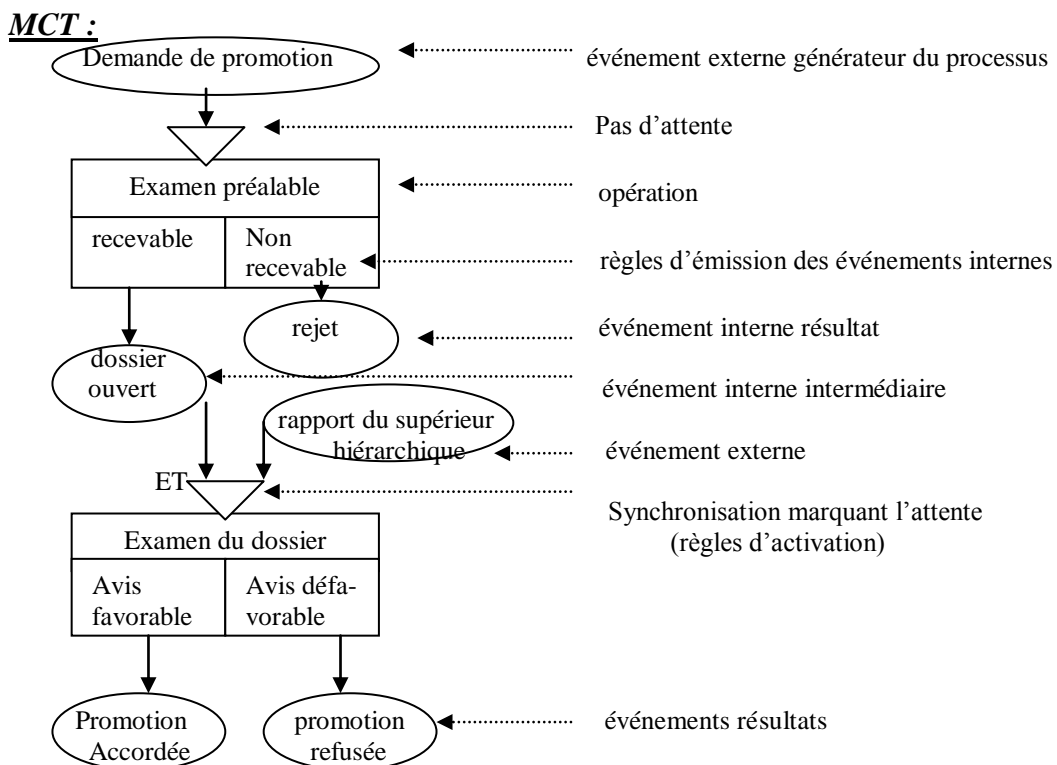 MCT :
Demande de promotion
événement externe générateur du processus
Pas d’attente
Examen préalable
opération
recevable
Non
recevable
règles d’émission des événements internes
rejet
événement interne résultat
dossier
ouvert
événement interne intermédiaire
rapport du supérieur
hiérarchique
événement externe
ET
Synchronisation marquant l’attente
(règles d’activation)
Examen du dossier
Avis
favorable
Avis défa-
vorable
Promotion
Accordée
promotion
refusée
événements résultats